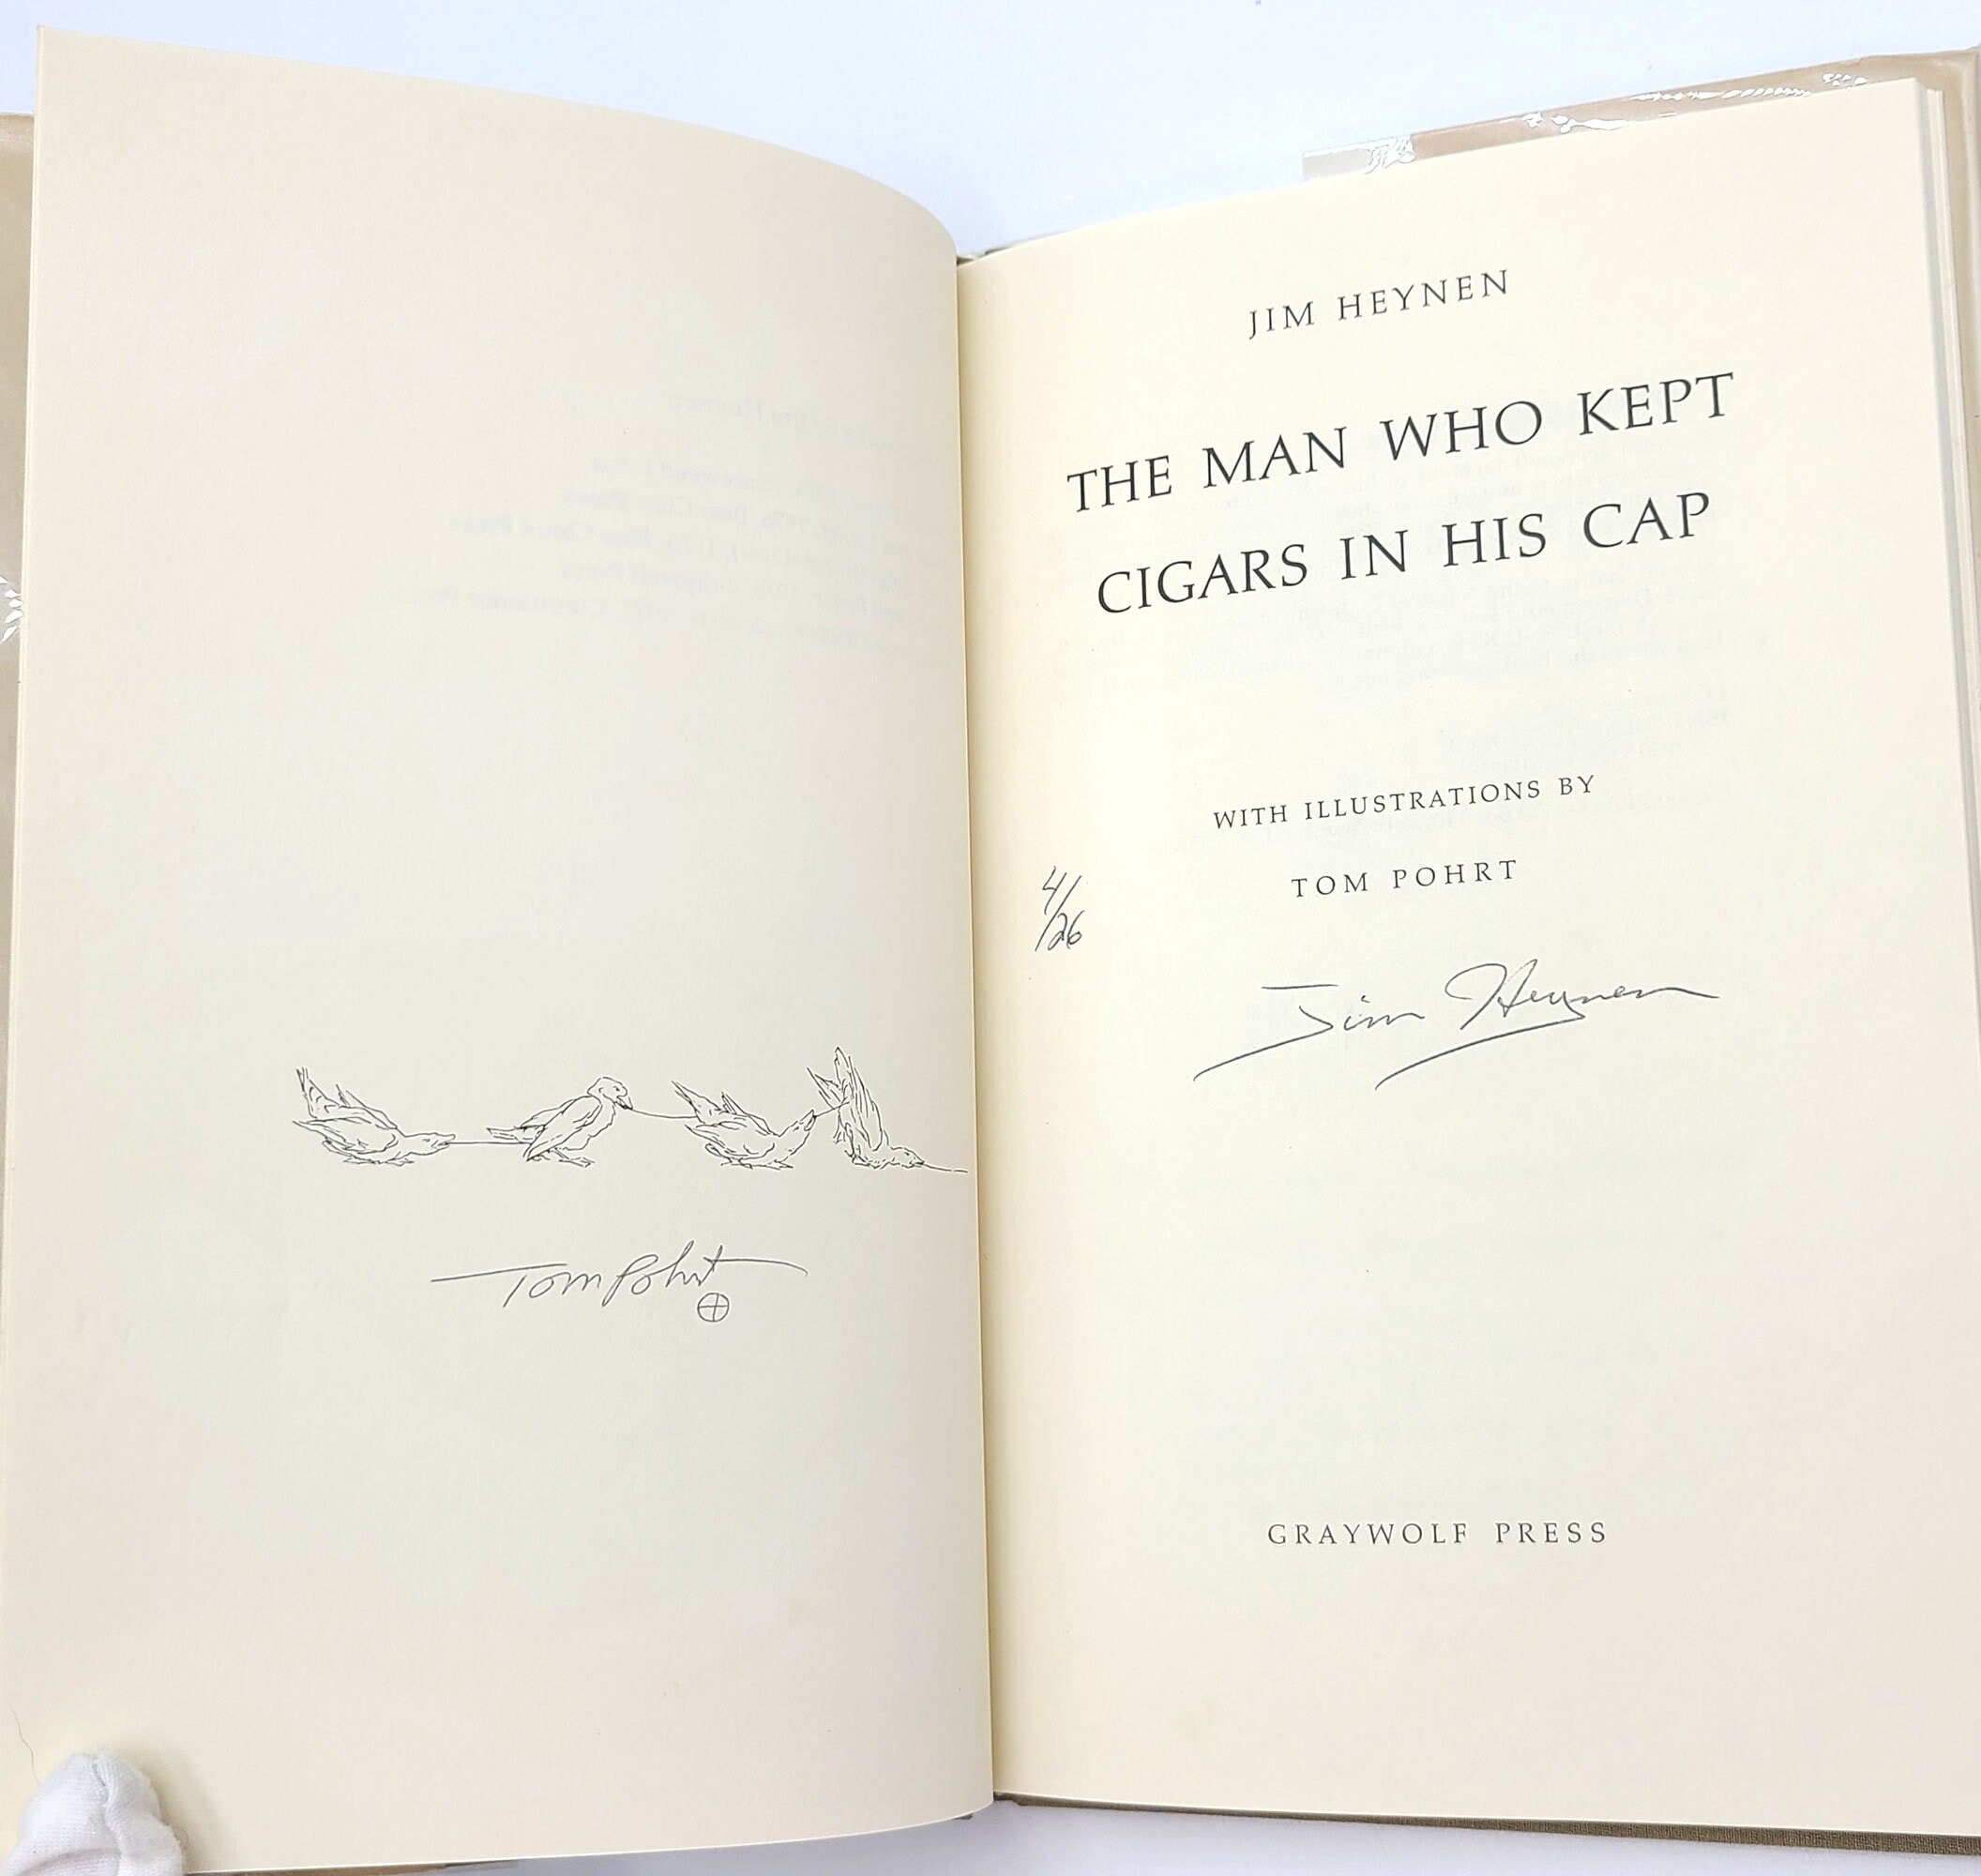 Tom Pohrt
JIM HEYNEN
THE MAN WHO KEPT
CIGARS IN HIS CAP
WITH ILLUSTRATIONS BY
TOM POHRT
4/
/26
Jim Heynen
GRAYWOLF PRESS